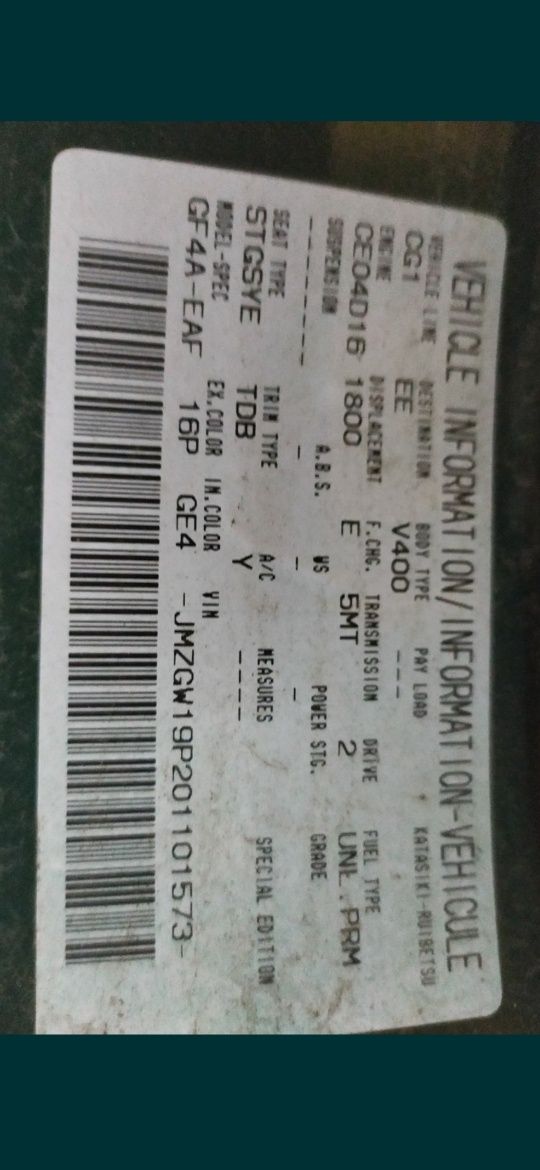 VEHICLE INFORMATION/INFORMATION-VÉHICULE
VEHICLE LINE DESTINATION BODY TYPE PAY LOAD KATASIKI-RUIBETSU
CG1 EE V400 ---
ENGINE DISPLACEMENT F.CHG. TRANSMISSION DRIVE FUEL TYPE
CE04D16 1800 E 5MT 2 UNL.PRM
SUSPENSION A.B.S. WS POWER STG. GRADE
-------- - - -
SEAT TYPE TRIM TYPE A/C MEASURES SPECIAL EDITION
STGSYE TDB Y ----
MODEL-SPEC EX.COLOR IN.COLOR VIN
GF4A-EAF 16P GE4 -JMZGW19P201101573-